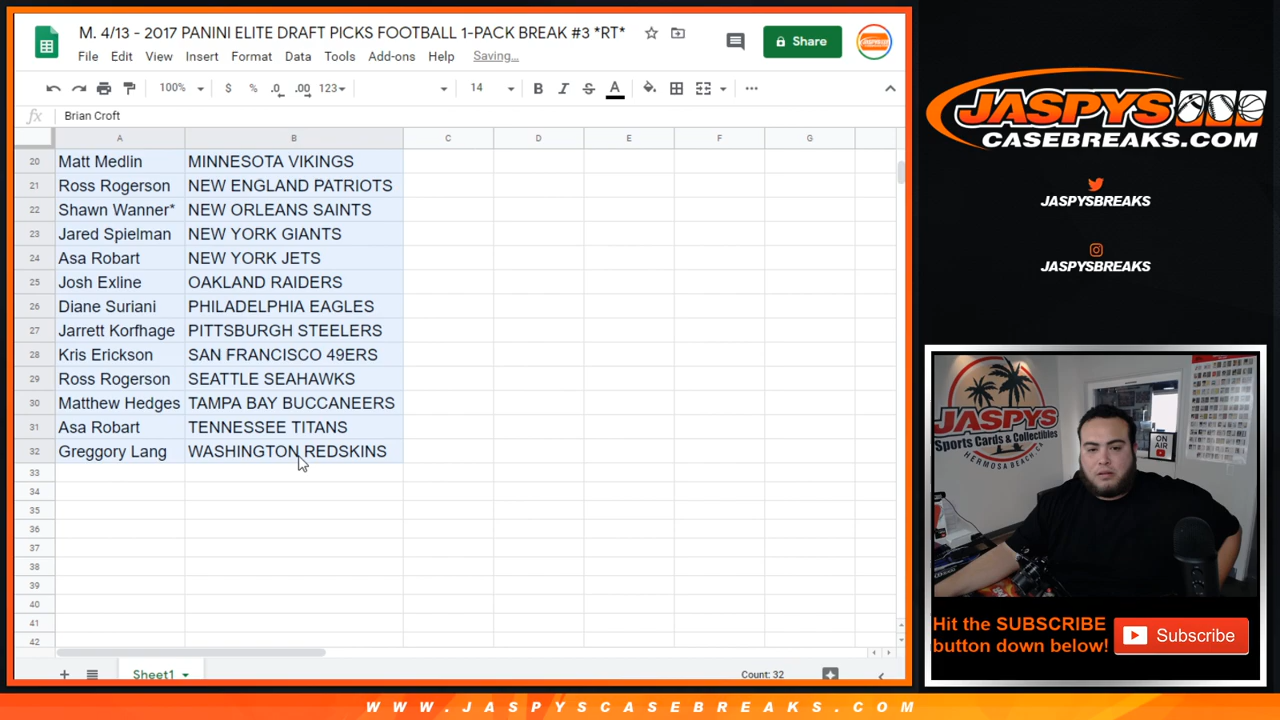 M. 4/13 - 2017 PANINI ELITE DRAFT PICKS FOOTBALL 1-PACK BREAK #3 *RT*
File Edit View Insert Format Data Tools Add-ons Help Saving...
Share
100% $ % .0 .00 123 14 B I S A
fx Brian Croft
A B C D E F G
20 Matt Medlin MINNESOTA VIKINGS
21 Ross Rogerson NEW ENGLAND PATRIOTS
22 Shawn Wanner* NEW ORLEANS SAINTS
23 Jared Spielman NEW YORK GIANTS
24 Asa Robart NEW YORK JETS
25 Josh Exline OAKLAND RAIDERS
26 Diane Suriani PHILADELPHIA EAGLES
27 Jarrett Korfhage PITTSBURGH STEELERS
28 Kris Erickson SAN FRANCISCO 49ERS
29 Ross Rogerson SEATTLE SEAHAWKS
30 Matthew Hedges TAMPA BAY BUCCANEERS
31 Asa Robart TENNESSEE TITANS
32 Greggory Lang WASHINGTON REDSKINS
33
34
35
36
37
38
39
40
41
42
Sheet1
Count: 32
JASPYS
CASEBREAKS.COM
JASPYSBREAKS
JASPYSBREAKS
JASPYS
Sports Cards & Collectibles
HERMOSA BEACH, CA
ON AIR
Hit the SUBSCRIBE
button down below!
Subscribe
WWW.JASPYSCASEBREAKS.COM